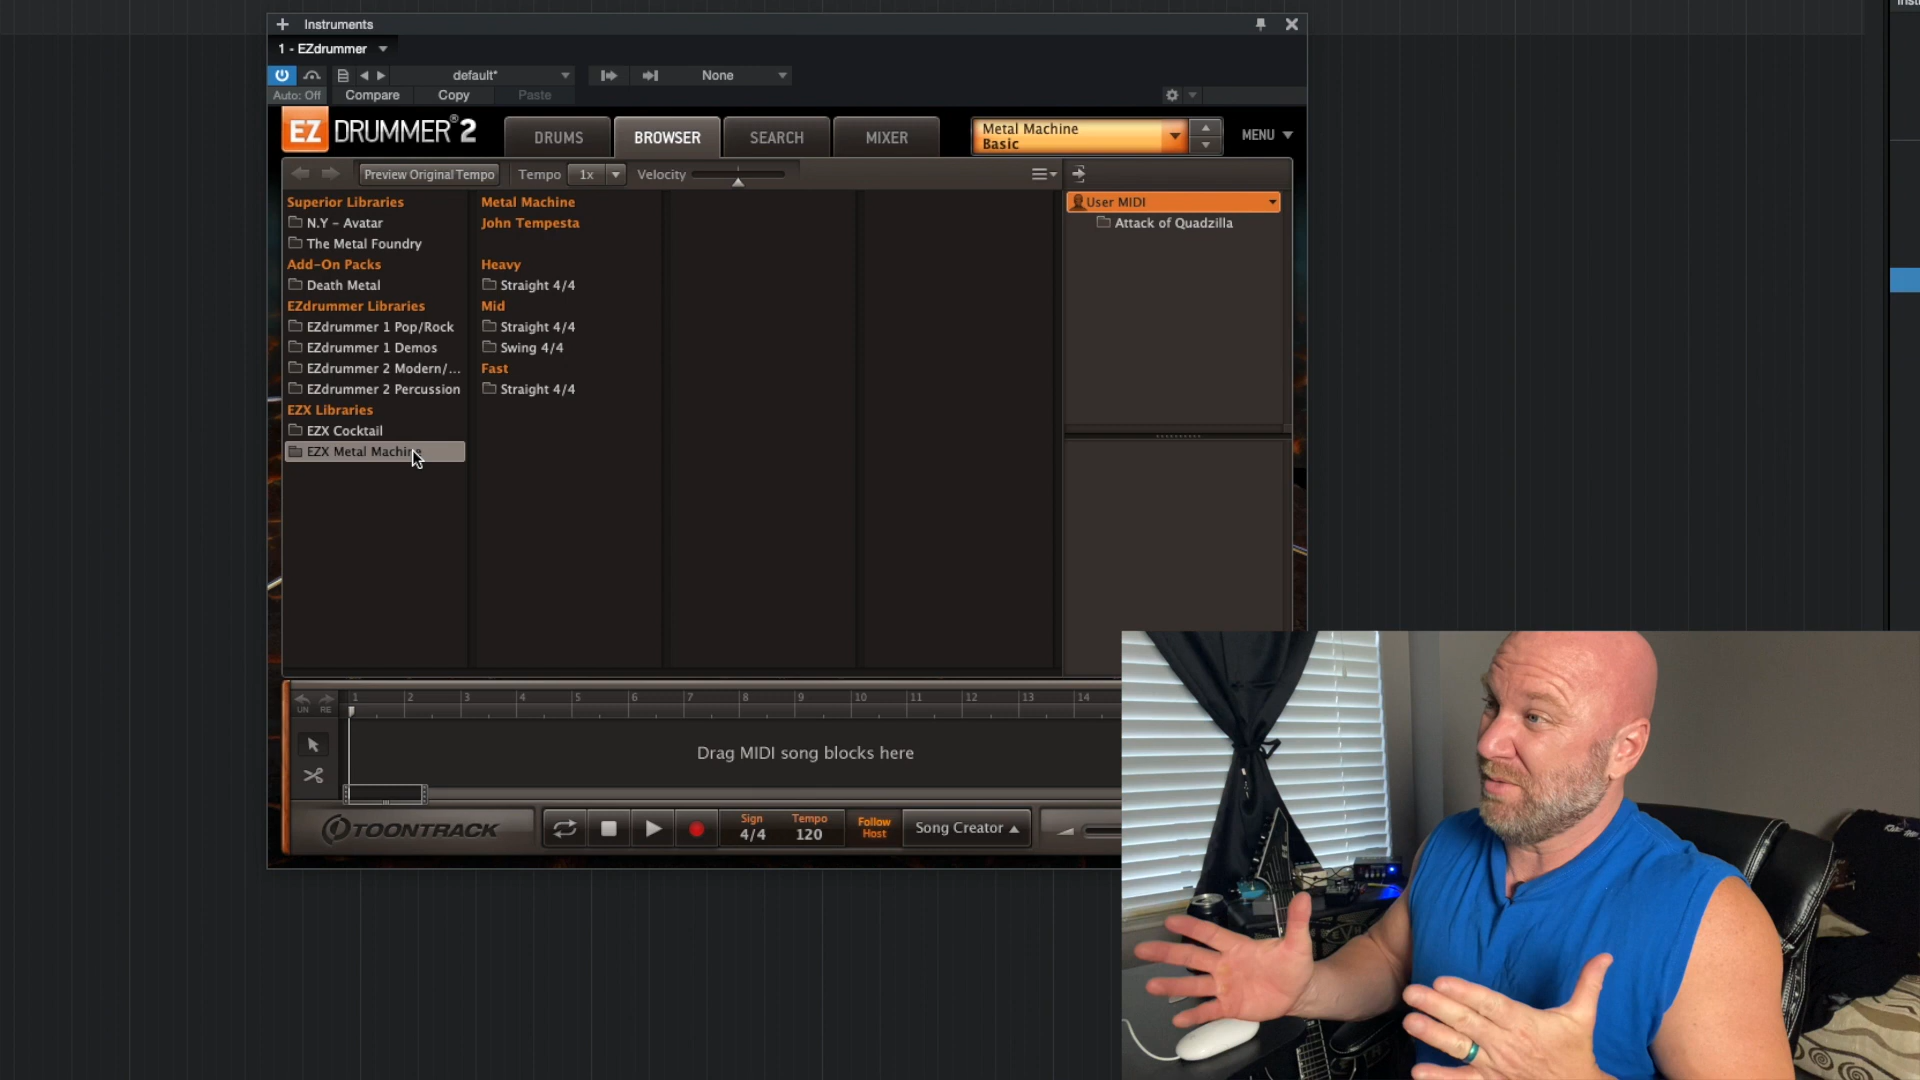 Instruments
1 - EZdrummer
default*
None
Auto: Off
Compare
Copy
Paste
EZ DRUMMER® 2
DRUMS
BROWSER
SEARCH
MIXER
Metal Machine
Basic
MENU
Preview Original Tempo
Tempo
1x
Velocity
Superior Libraries
N.Y - Avatar
The Metal Foundry
Add-On Packs
Death Metal
EZdrummer Libraries
EZdrummer 1 Pop/Rock
EZdrummer 1 Demos
EZdrummer 2 Modern/...
EZdrummer 2 Percussion
EZX Libraries
EZX Cocktail
EZX Metal Machine
Metal Machine
John Tempesta
Heavy
Straight 4/4
Mid
Straight 4/4
Swing 4/4
Fast
Straight 4/4
User MIDI
Attack of Quadzilla
UN RE
1 2 3 4 5 6 7 8 9 10 11 12 13 14
Drag MIDI song blocks here
TOONTRACK
Sign
4/4
Tempo
120
Follow
Host
Song Creator